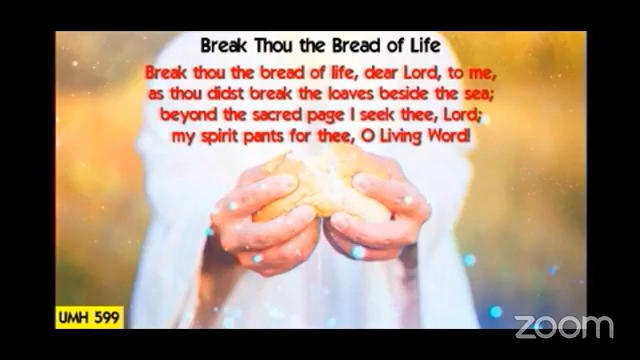 Break Thou the Bread of Life
Break thou the bread of life, dear Lord, to me,
as thou didst break the loaves beside the sea;
beyond the sacred page I seek thee, Lord;
my spirit pants for thee, O Living Word!
UMH 599
zoom